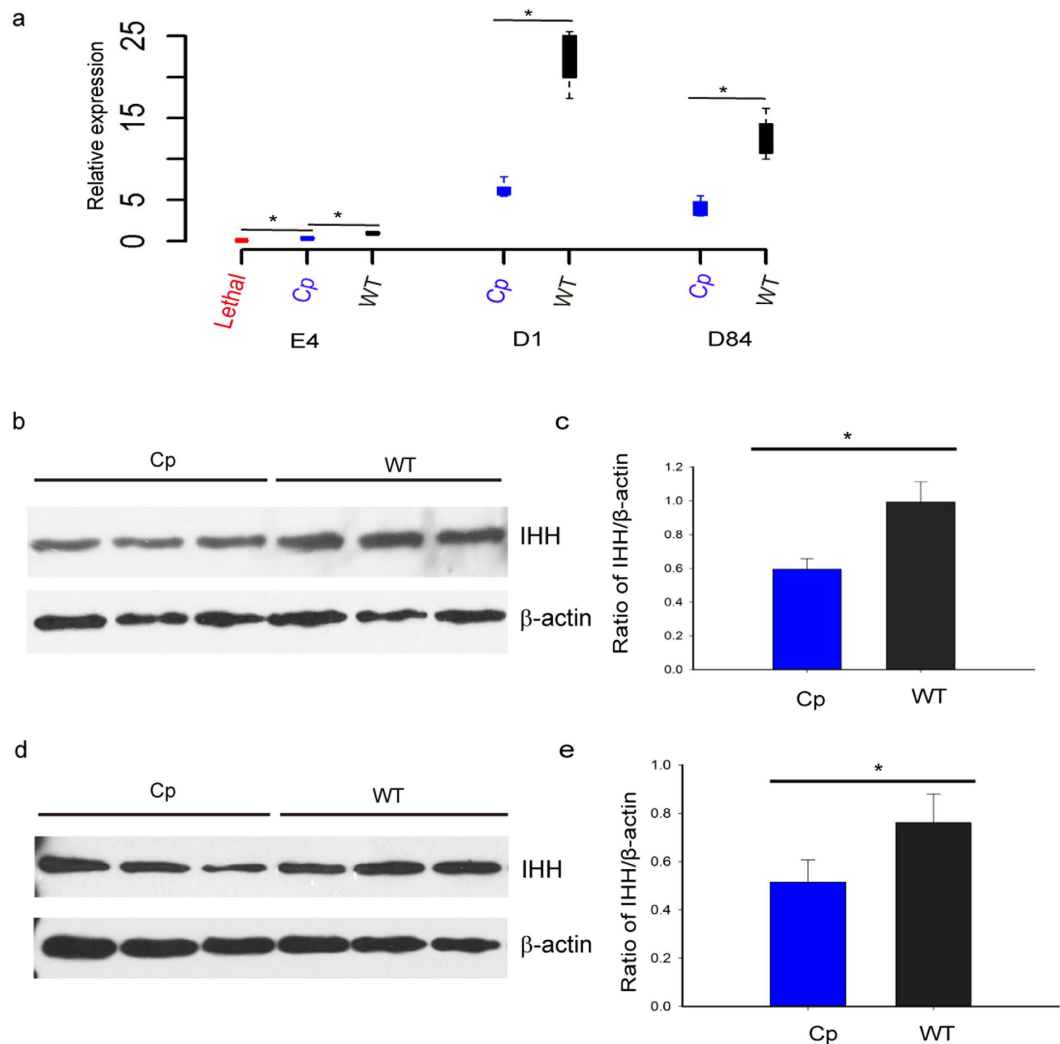 a
Relative expression
25
15
5
0
*
*
*
*
Lethal
Cp
WT
Cp
WT
Cp
WT
E4
D1
D84
b
Cp
WT
IHH
β-actin
c
*
Ratio of IHH/β-actin
1.2
1.0
0.8
0.6
0.4
0.2
0.0
Cp
WT
d
Cp
WT
IHH
β-actin
e
*
Ratio of IHH/β-actin
1.0
0.8
0.6
0.4
0.2
0.0
Cp
WT